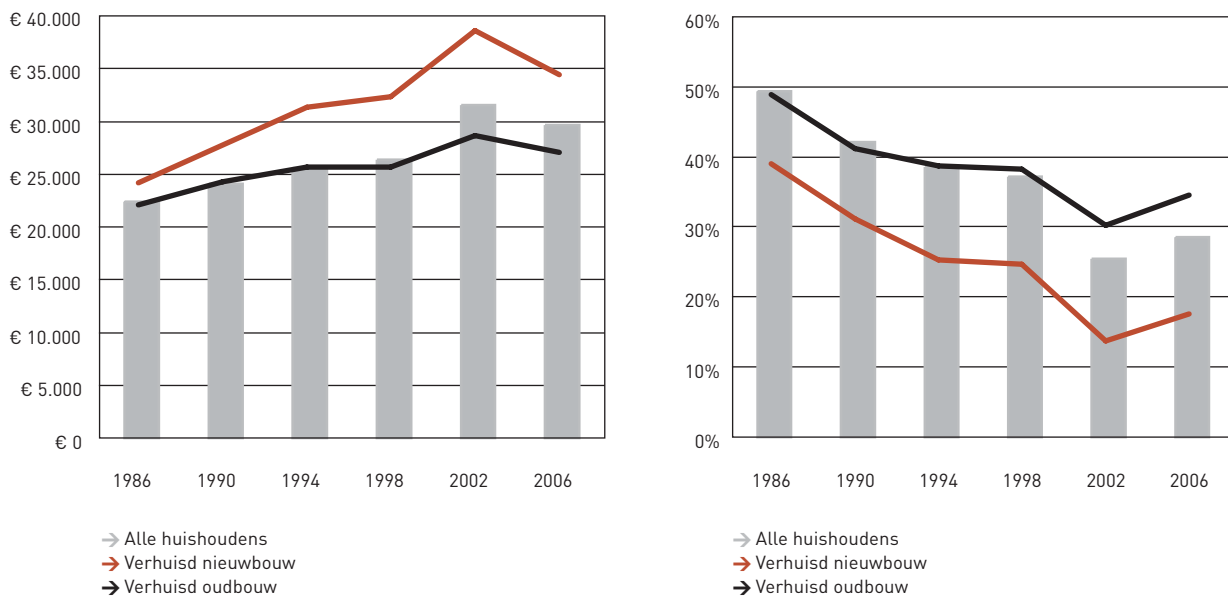 € 40.000
€ 35.000
€ 30.000
€ 25.000
€ 20.000
€ 15.000
€ 10.000
€ 5.000
€ 0
1986 1990 1994 1998 2002 2006
→ Alle huishoudens
→ Verhuisd nieuwbouw
→ Verhuisd oudbouw
60%
50%
40%
30%
20%
10%
0%
1986 1990 1994 1998 2002 2006
→ Alle huishoudens
→ Verhuisd nieuwbouw
→ Verhuisd oudbouw